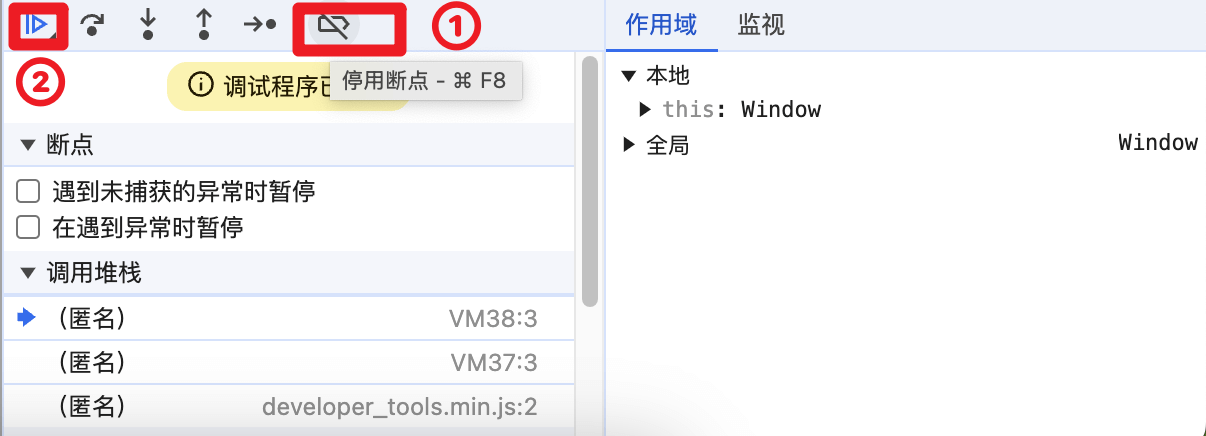 ①
作用域 监视
②
调试程序已
停用断点 - ⌘ F8
▼ 本地
▶ this: Window
▶ 全局 Window
▼ 断点
遇到未捕获的异常时暂停
在遇到异常时暂停
▼ 调用堆栈
(匿名) VM38:3
(匿名) VM37:3
(匿名) developer_tools.min.js:2